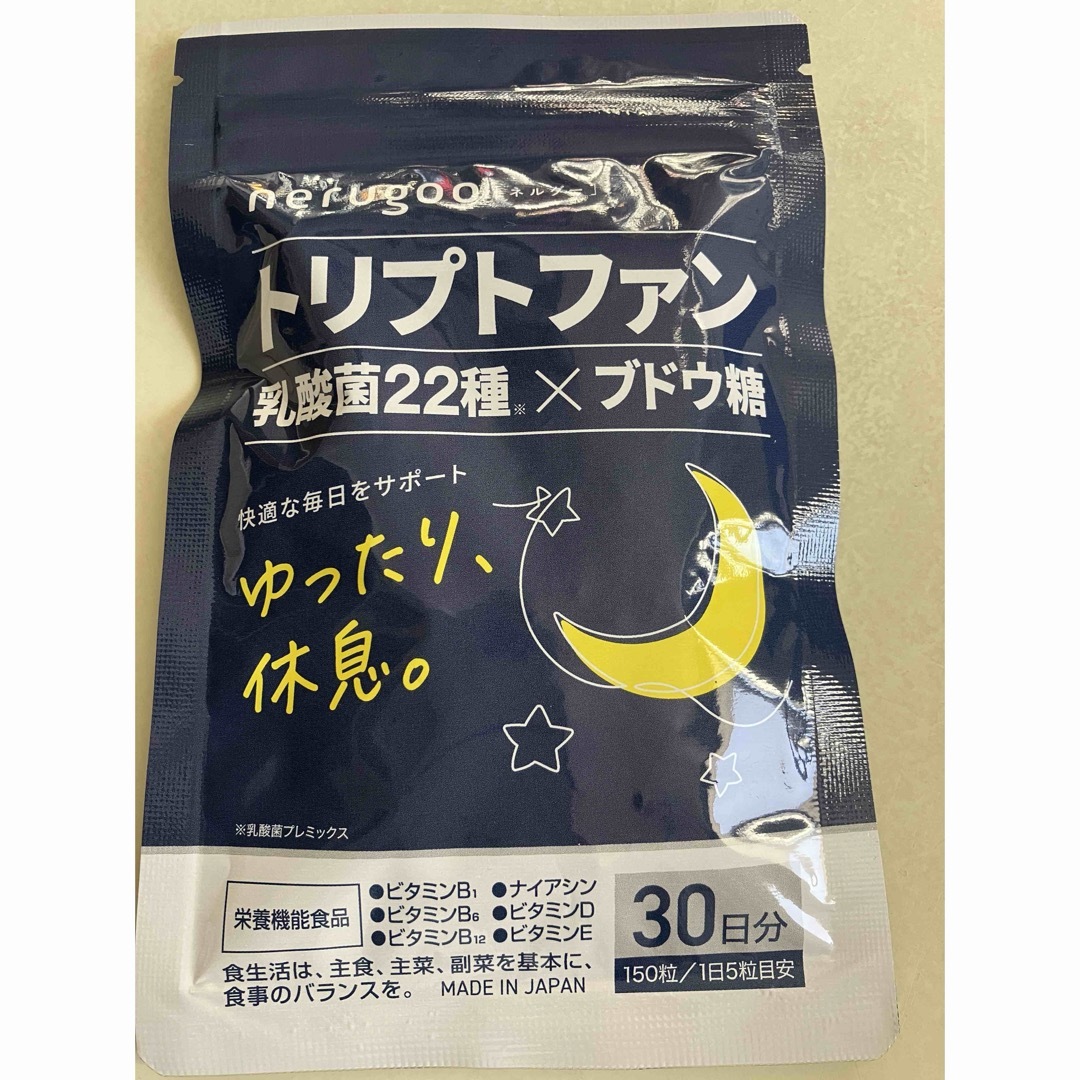 nerugoo「ネルグー」
トリプトファン
乳酸菌22種※×ブドウ糖
快適な毎日をサポート
ゆったり、
休息。
※乳酸菌プレミックス
栄養機能食品
●ビタミンB1 ●ナイアシン
●ビタミンB6 ●ビタミンD
●ビタミンB12 ●ビタミンE
食生活は、主食、主菜、副菜を基本に、
食事のバランスを。 MADE IN JAPAN
30日分
150粒/1日5粒目安